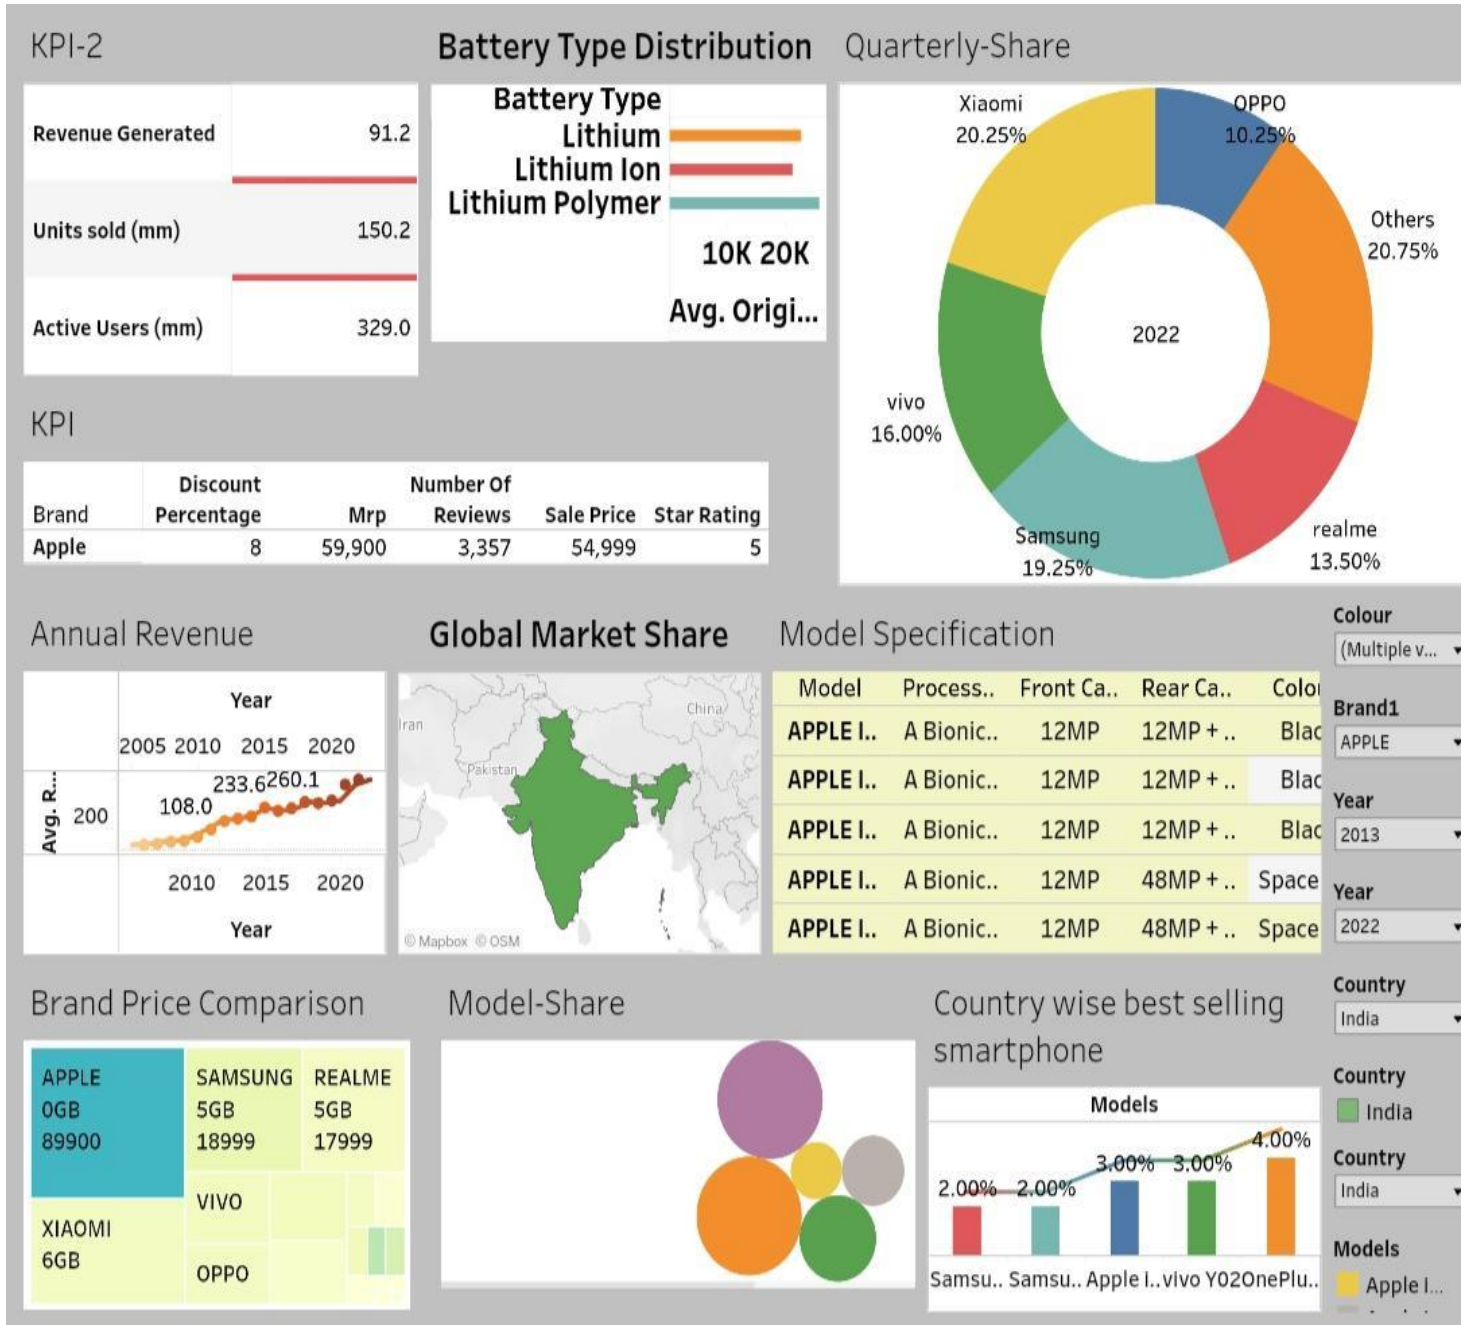 KPI-2
Revenue Generated 91.2
Units sold (mm) 150.2
Active Users (mm) 329.0
Battery Type Distribution
Battery Type
Lithium
Lithium Ion
Lithium Polymer
10K 20K
Avg. Origi...
Quarterly-Share
Xiaomi
20.25%
OPPO
10.25%
Others
20.75%
2022
vivo
16.00%
Samsung
19.25%
realme
13.50%
KPI
Discount Number Of
Brand Percentage Mrp Reviews Sale Price Star Rating
Apple 8 59,900 3,357 54,999 5
Annual Revenue
Year
2005 2010 2015 2020
Avg. R...
200
108.0
233.6 260.1
2010 2015 2020
Year
Global Market Share
Iran
China
Pakistan
© Mapbox © OSM
Model Specification
Model Process.. Front Ca.. Rear Ca.. Color
APPLE I.. A Bionic.. 12MP 12MP + .. Blac
APPLE I.. A Bionic.. 12MP 12MP + .. Blac
APPLE I.. A Bionic.. 12MP 12MP + .. Blac
APPLE I.. A Bionic.. 12MP 48MP + .. Space
APPLE I.. A Bionic.. 12MP 48MP + .. Space
Colour
(Multiple v...
Brand1
APPLE
Year
2013
Year
2022
Country
India
Country
India
Country
India
Models
Apple I...
Brand Price Comparison
APPLE
0GB
89900
SAMSUNG
5GB
18999
REALME
5GB
17999
XIAOMI
6GB
VIVO
OPPO
Model-Share
Country wise best selling
smartphone
Models
2.00% 2.00% 3.00% 3.00% 4.00%
Samsu.. Samsu.. Apple I.. vivo Y02 OnePlu..